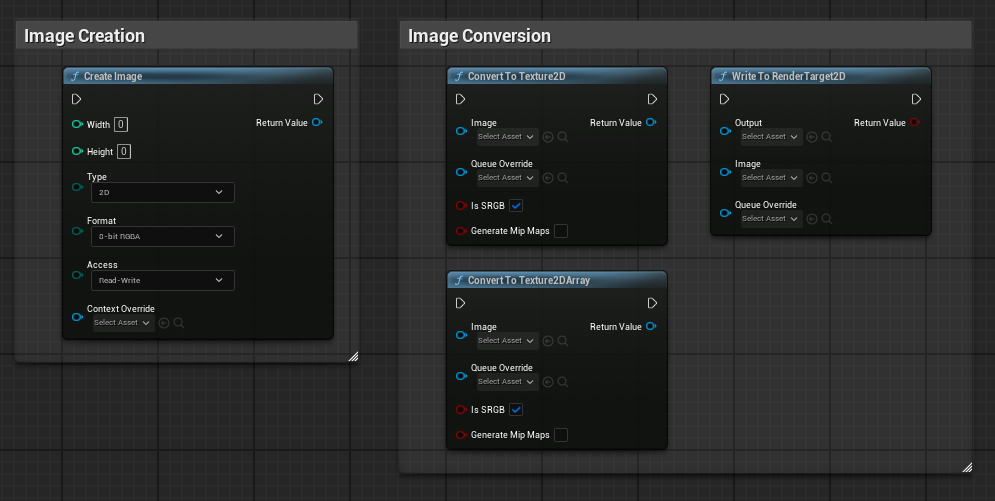 Image Creation
Create Image
Width 0
Return Value
Height 0
Type
2D
Format
8-bit RGBA
Access
Read-Write
Context Override
Select Asset
Image Conversion
Convert To Texture2D
Image
Return Value
Select Asset
Queue Override
Select Asset
Is SRGB
Generate Mip Maps
Write To RenderTarget2D
Output
Return Value
Select Asset
Image
Select Asset
Queue Override
Select Asset
Convert To Texture2DArray
Image
Return Value
Select Asset
Queue Override
Select Asset
Is SRGB
Generate Mip Maps